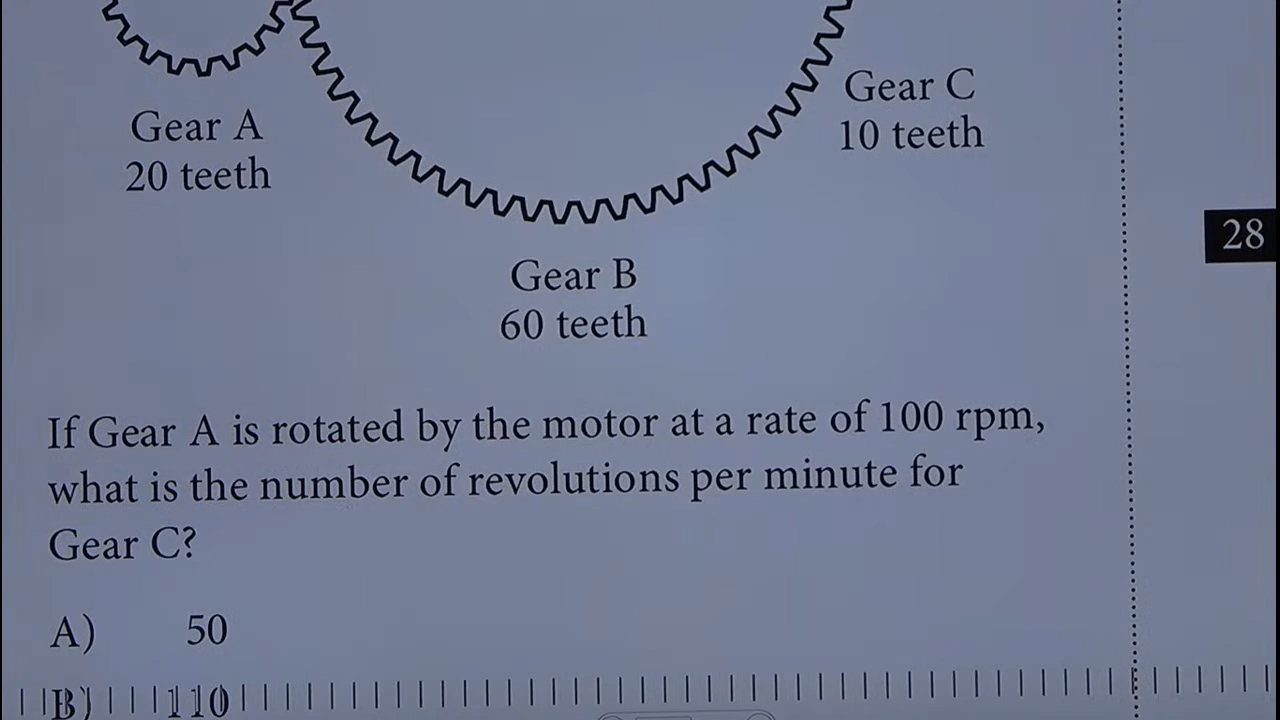 Gear A
20 teeth
Gear C
10 teeth
28
Gear B
60 teeth
If Gear A is rotated by the motor at a rate of 100 rpm,
what is the number of revolutions per minute for
Gear C?
A) 50
B) 110